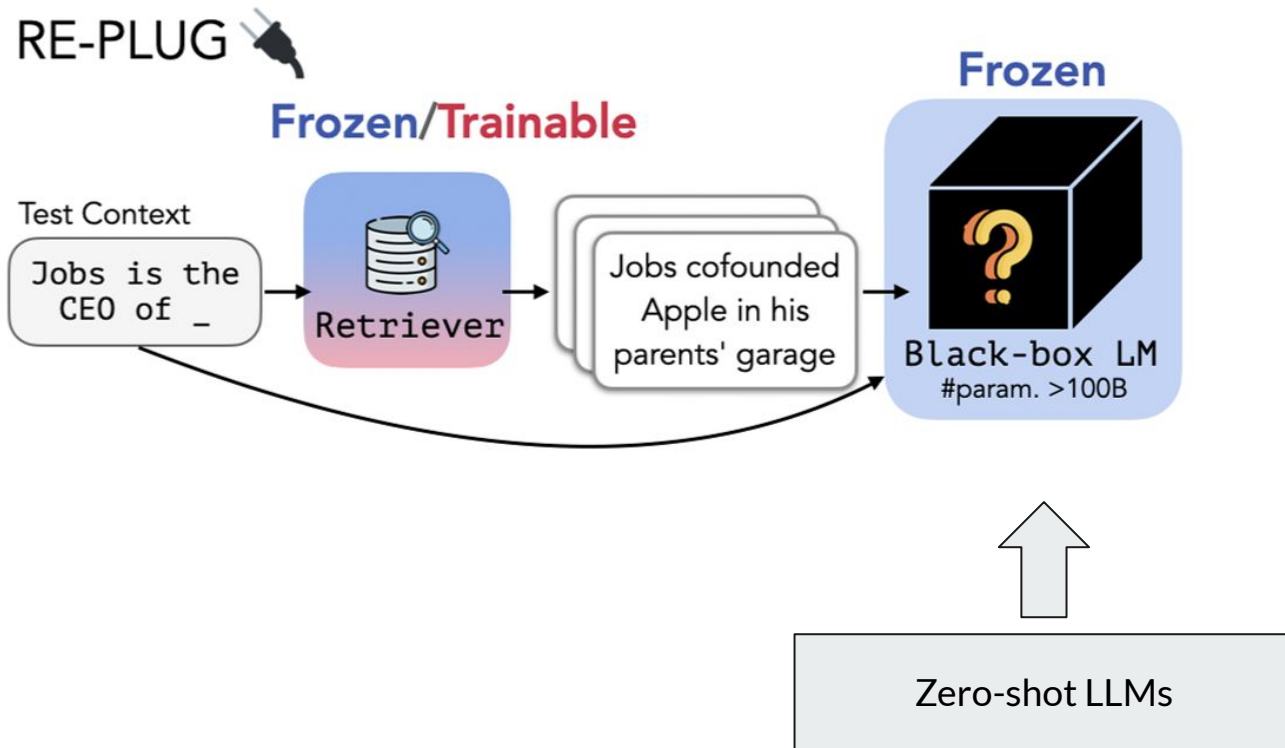 RE-PLUG
Frozen/Trainable
Frozen
Test Context
Jobs is the
CEO of _
Retriever
Jobs cofounded
Apple in his
parents' garage
?
Black-box LM
#param. >100B
Zero-shot LLMs